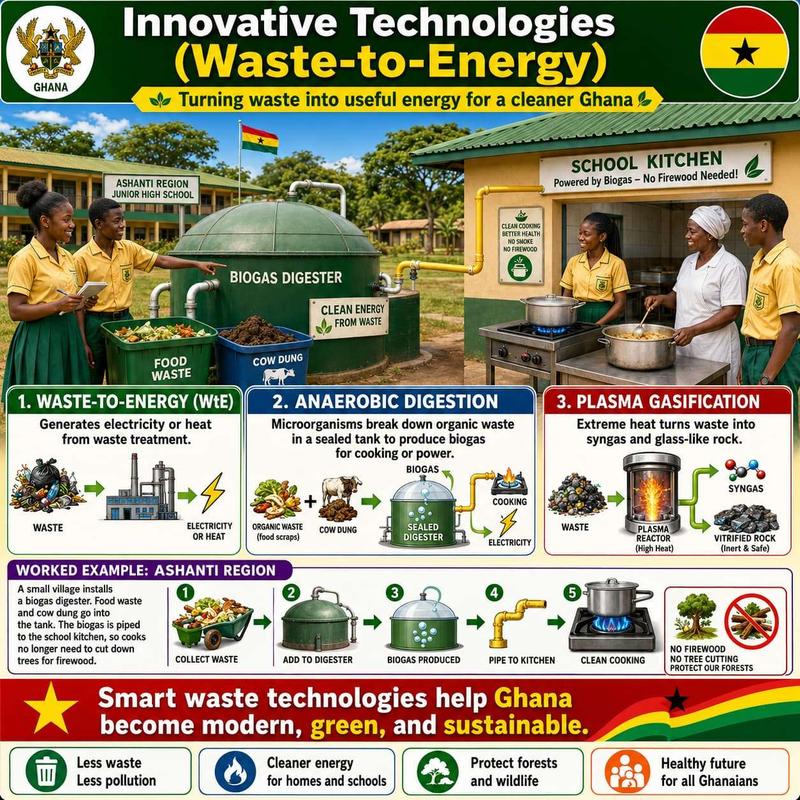 GHANA
Innovative Technologies
(Waste-to-Energy)
Turning waste into useful energy for a cleaner Ghana
ASHANTI REGION
JUNIOR HIGH SCHOOL
BIOGAS DIGESTER
CLEAN ENERGY
FROM WASTE
FOOD
WASTE
COW DUNG
SCHOOL KITCHEN
Powered by Biogas – No Firewood Needed!
CLEAN COOKING
BETTER HEALTH
NO SMOKE
NO FIREWOOD
1. WASTE-TO-ENERGY (WtE)
Generates electricity or heat
from waste treatment.
WASTE
ELECTRICITY
OR HEAT
2. ANAEROBIC DIGESTION
Microorganisms break down organic waste
in a sealed tank to produce biogas
for cooking or power.
ORGANIC WASTE
(food scraps)
+
COW DUNG
BIOGAS
SEALED
DIGESTER
COOKING
ELECTRICITY
3. PLASMA GASIFICATION
Extreme heat turns waste into
syngas and glass-like rock.
WASTE
PLASMA
REACTOR
(High Heat)
SYNGAS
VITRIFIED ROCK
(Inert & Safe)
WORKED EXAMPLE: ASHANTI REGION
A small village installs
a biogas digester. Food waste
and cow dung go into
the tank. The biogas is piped
to the school kitchen, so cooks
no longer need to cut down
trees for firewood.
1
COLLECT WASTE
2
ADD TO DIGESTER
3
BIOGAS PRODUCED
4
PIPE TO KITCHEN
5
CLEAN COOKING
NO FIREWOOD
NO TREE CUTTING
PROTECT OUR FORESTS
Smart waste technologies help Ghana
become modern, green, and sustainable.
Less waste
Less pollution
Cleaner energy
for homes and schools
Protect forests
and wildlife
Healthy future
for all Ghanaians